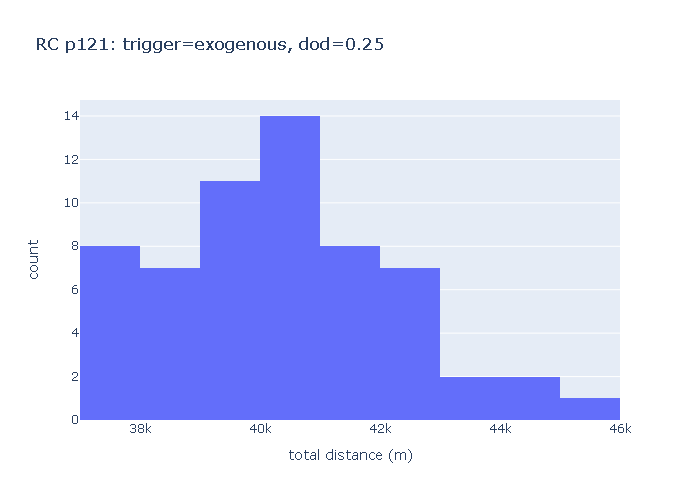 RC p121: trigger=exogenous, dod=0.25
14
12
10
8
6
4
2
0
count
38k 40k 42k 44k 46k
total distance (m)